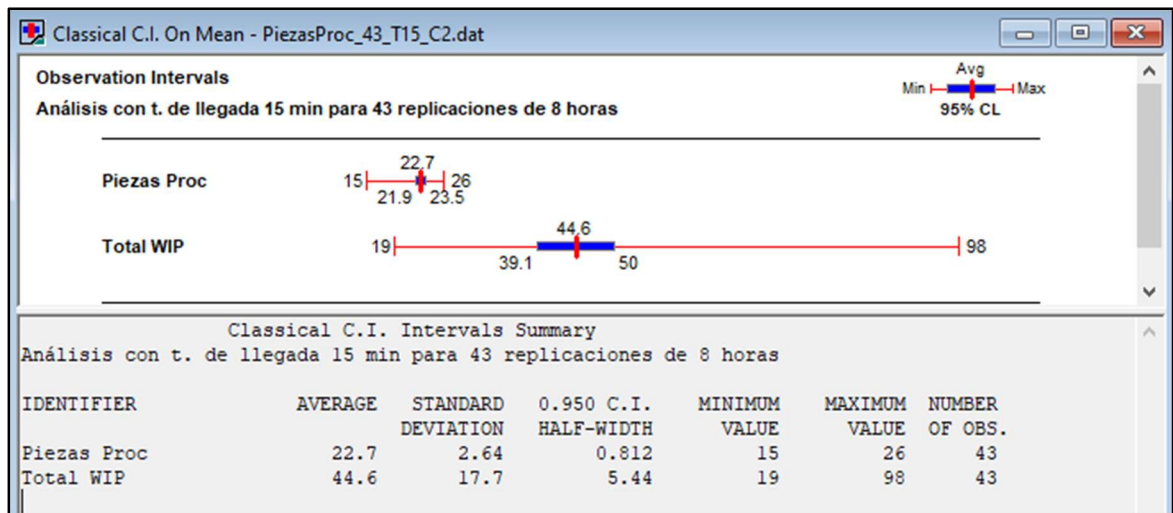 Classical C.I. On Mean - PiezasProc_43_T15_C2.dat
Observation Intervals
Avg
Min Max
Análisis con t. de llegada 15 min para 43 replicaciones de 8 horas
95% CL
22.7
Piezas Proc 15 26
21.9 23.5
44.6
Total WIP 19 98
39.1 50
Classical C.I. Intervals Summary
Análisis con t. de llegada 15 min para 43 replicaciones de 8 horas
IDENTIFIER AVERAGE STANDARD 0.950 C.I. MINIMUM MAXIMUM NUMBER
DEVIATION HALF-WIDTH VALUE VALUE OF OBS.
Piezas Proc 22.7 2.64 0.812 15 26 43
Total WIP 44.6 17.7 5.44 19 98 43